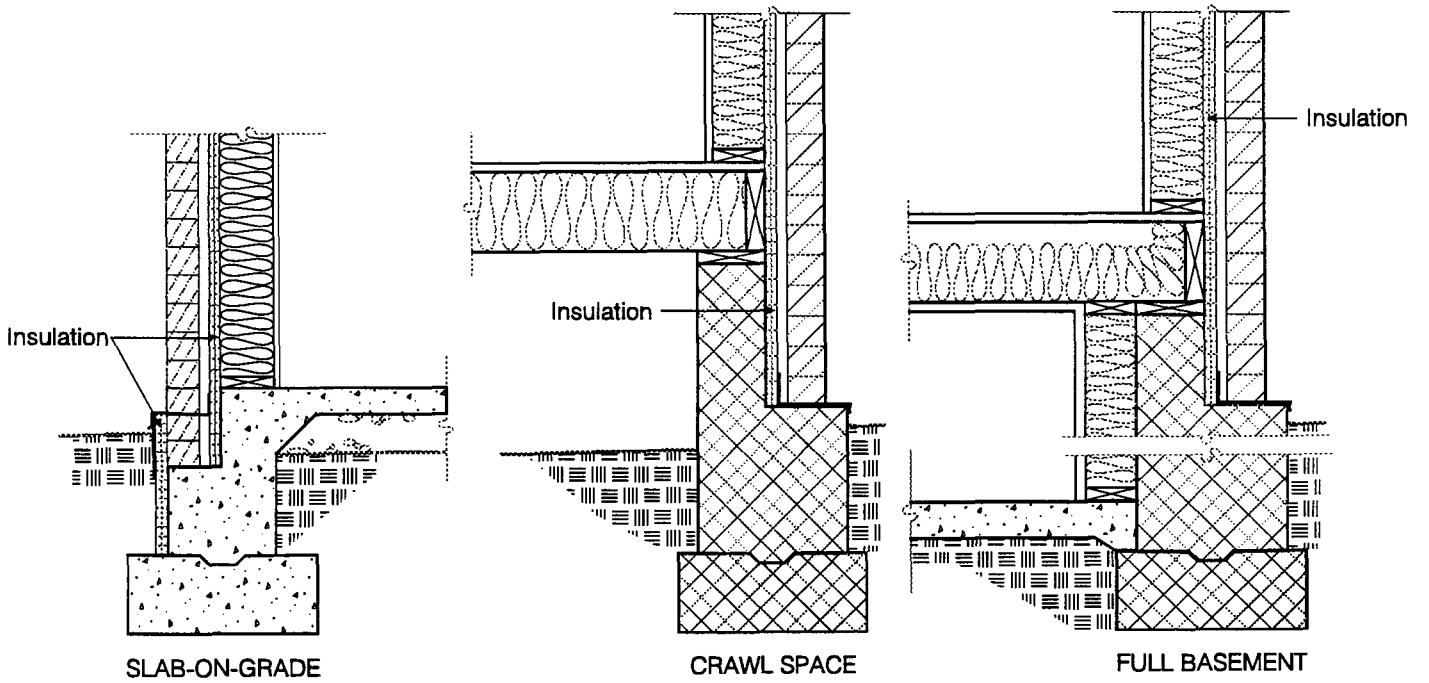 Insulation
Insulation
Insulation
SLAB-ON-GRADE
CRAWL SPACE
FULL BASEMENT